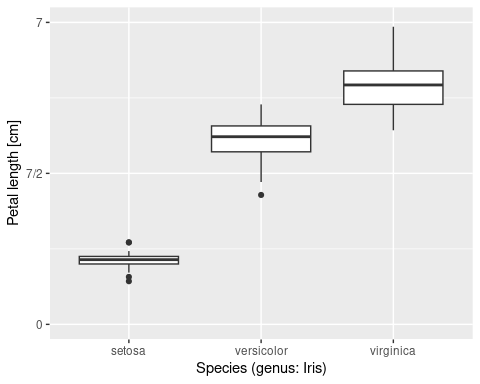 Petal length [cm]
7
7/2
0
setosa
versicolor
virginica
Species (genus: Iris)